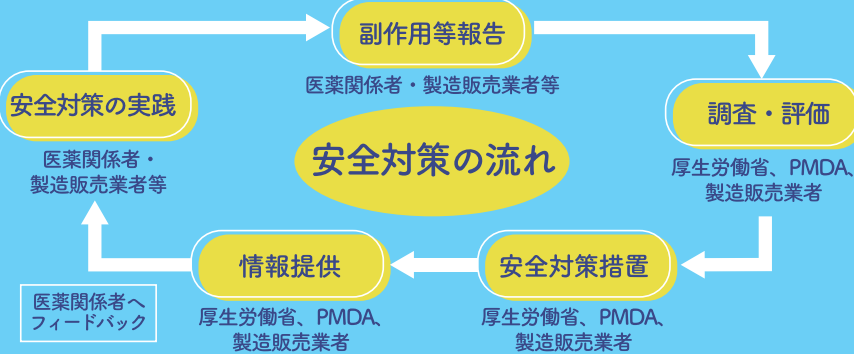 副作用等報告
医薬関係者・製造販売業者等
安全対策の実践
医薬関係者・
製造販売業者等
調査・評価
厚生労働省、PMDA、
製造販売業者
安全対策の流れ
情報提供
厚生労働省、PMDA、
製造販売業者
安全対策措置
厚生労働省、PMDA、
製造販売業者
医薬関係者へ
フィードバック